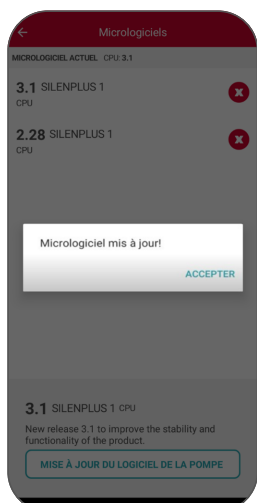 Micrologiciels
MICROLOGICIEL ACTUEL CPU: 3.1
3.1 SILENPLUS 1
CPU
2.28 SILENPLUS 1
CPU
Micrologiciel mis à jour!
ACCEPTER
3.1 SILENPLUS 1 CPU
New release 3.1 to improve the stability and
functionality of the product.
MISE À JOUR DU LOGICIEL DE LA POMPE